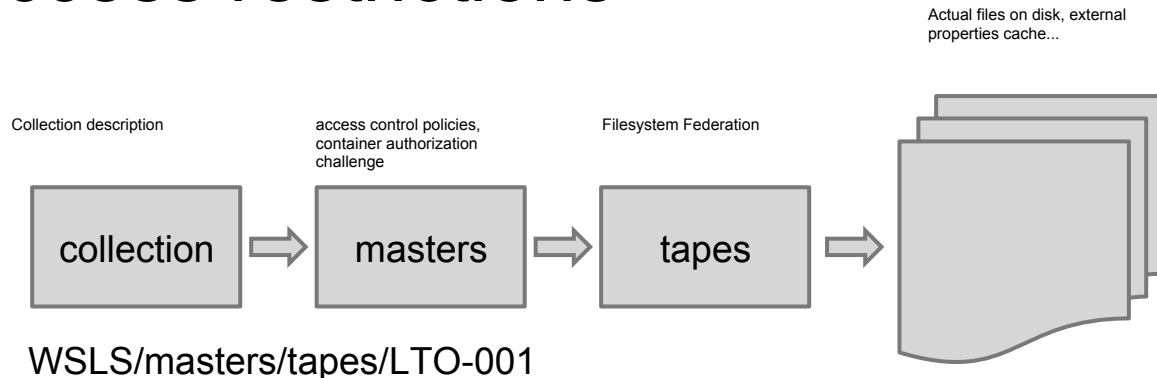 Actual files on disk, external
properties cache...
Collection description
access control policies,
container authorization
challenge
Filesystem Federation
collection
masters
tapes
WSLS/masters/tapes/LTO-001